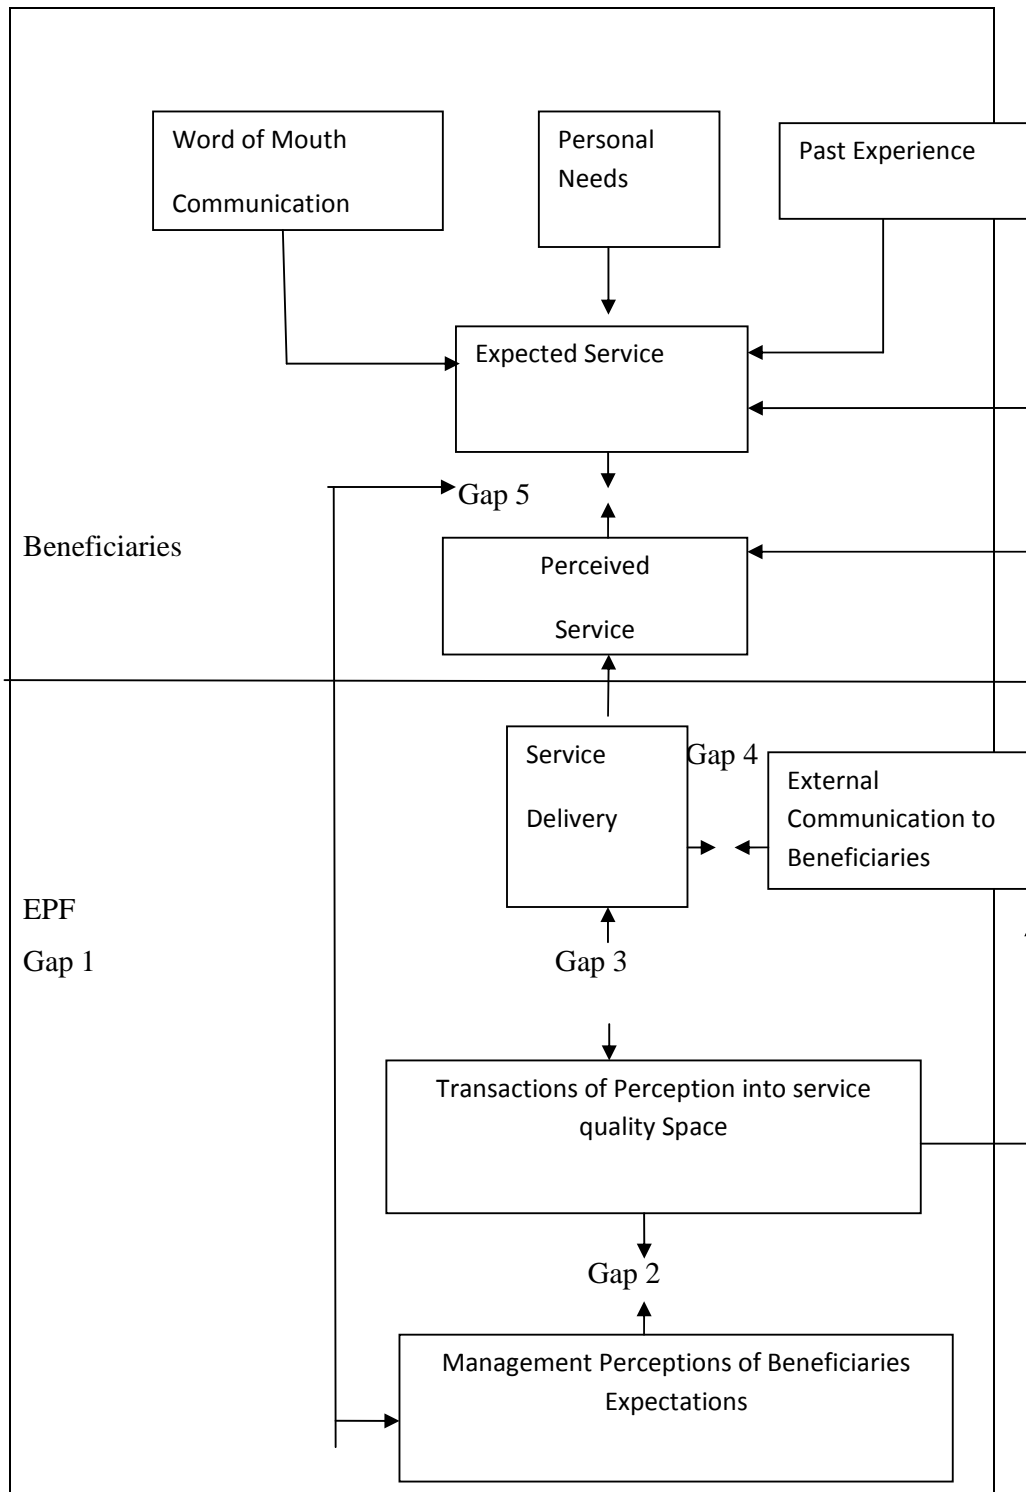 Word of Mouth
Communication
Personal
Needs
Past Experience
Expected Service
Gap 5
Beneficiaries
Perceived
Service
Service
Delivery
Gap 4
External
Communication to
Beneficiaries
EPF
Gap 1
Gap 3
Transactions of Perception into service
quality Space
Gap 2
Management Perceptions of Beneficiaries
Expectations